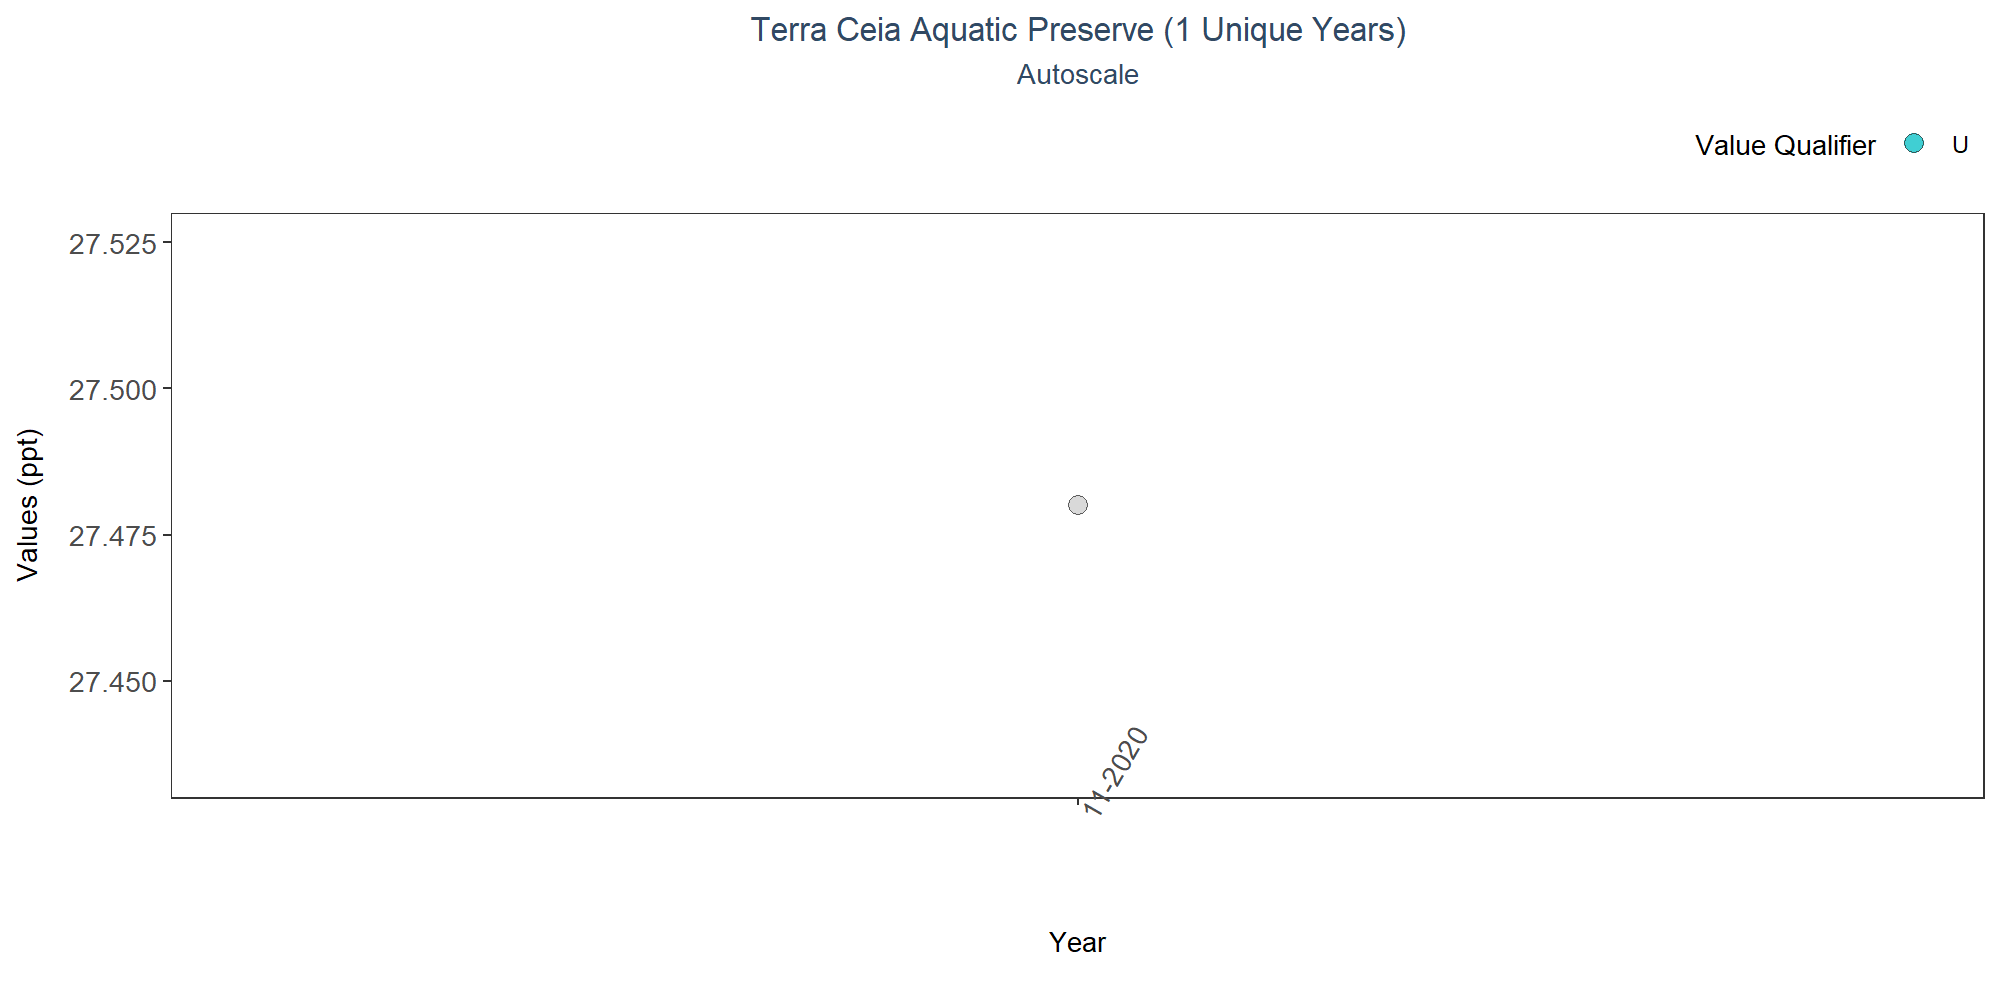 Terra Ceia Aquatic Preserve (1 Unique Years)
Autoscale
Value Qualifier U
27.525
27.500
27.475
27.450
Values (ppt)
11-2020
Year